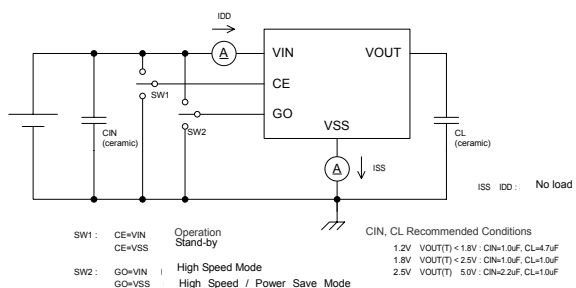 IDD
A
VIN
VOUT
CE
SW1
GO
CIN
(ceramic)
SW2
VSS
CL
(ceramic)
A
ISS
ISS IDD : No load
SW1 : CE=VIN Operation
CE=VSS Stand-by
SW2 : GO=VIN High Speed Mode
GO=VSS High Speed / Power Save Mode
CIN, CL Recommended Conditions
1.2V VOUT(T) < 1.8V : CIN=1.0uF, CL=4.7uF
1.8V VOUT(T) < 2.5V : CIN=1.0uF, CL=1.0uF
2.5V VOUT(T) 5.0V : CIN=2.2uF, CL=1.0uF